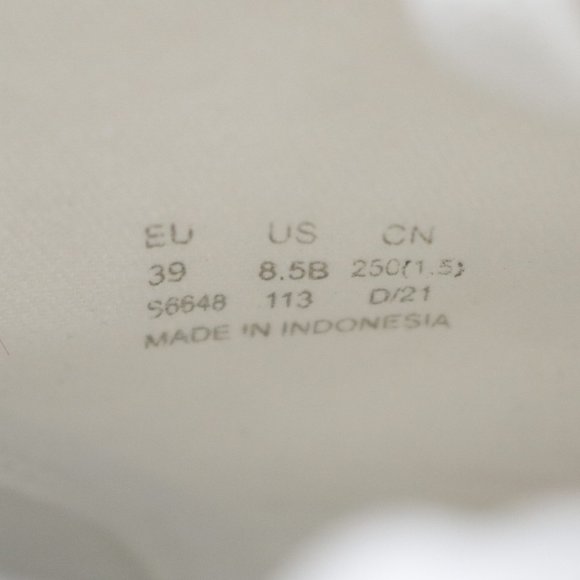 EU US CN
39 8.5B 250(1.5)
S6648 113 D/21
MADE IN INDONESIA